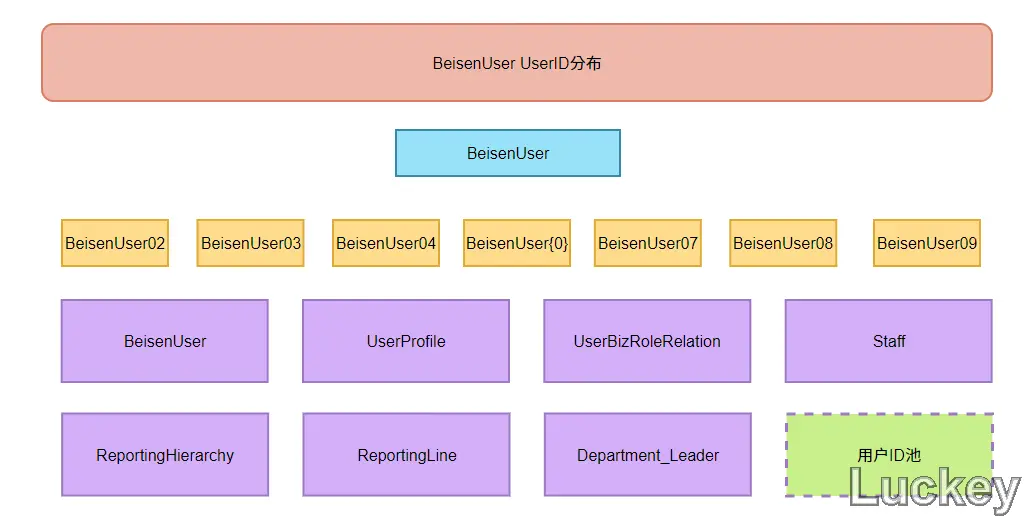 BeisenUser UserID分布
BeisenUser
BeisenUser02 BeisenUser03 BeisenUser04 BeisenUser{0} BeisenUser07 BeisenUser08 BeisenUser09
BeisenUser UserProfile UserBizRoleRelation Staff
ReportingHierarchy ReportingLine Department_Leader 用户ID池
Luckey